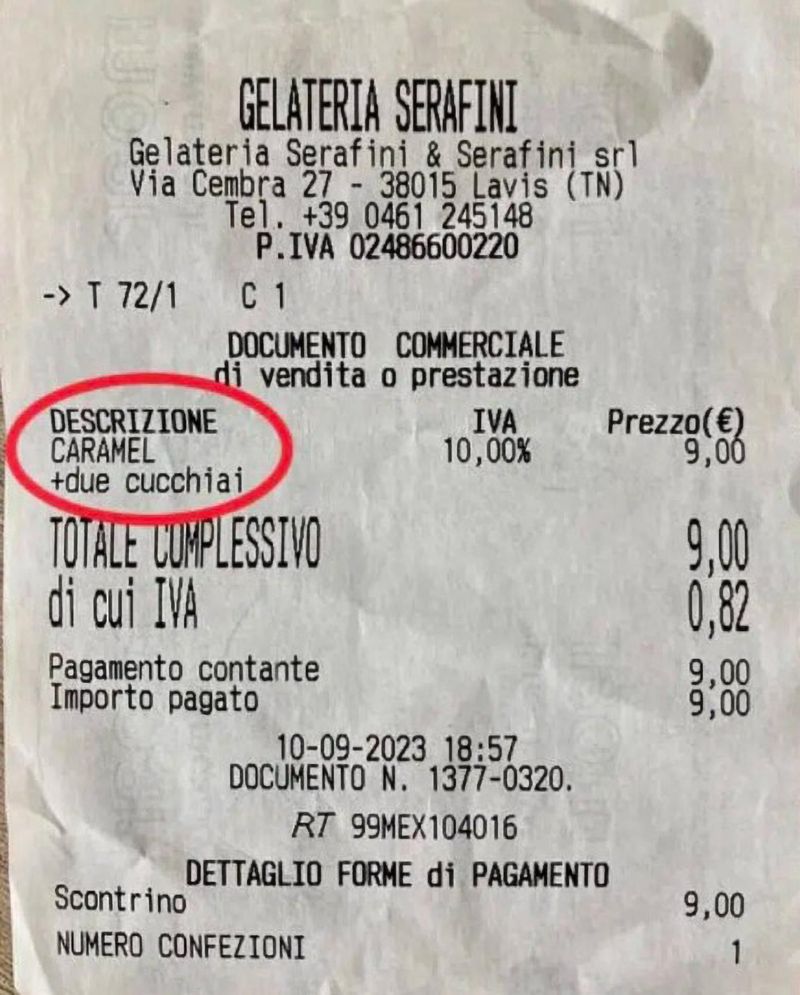 GELATERIA SERAFINI
Gelateria Serafini & Serafini srl
Via Cembra 27 - 38015 Lavis (TN)
Tel. +39 0461 245148
P.IVA 02486600220
-> T 72/1 C 1
DOCUMENTO COMMERCIALE
di vendita o prestazione
DESCRIZIONE IVA Prezzo(€)
CARAMEL 10,00% 9,00
+due cucchiai
TOTALE COMPLESSIVO 9,00
di cui IVA 0,82
Pagamento contante 9,00
Importo pagato 9,00
10-09-2023 18:57
DOCUMENTO N. 1377-0320.
RT 99MEX104016
DETTAGLIO FORME di PAGAMENTO
Scontrino 9,00
NUMERO CONFEZIONI 1